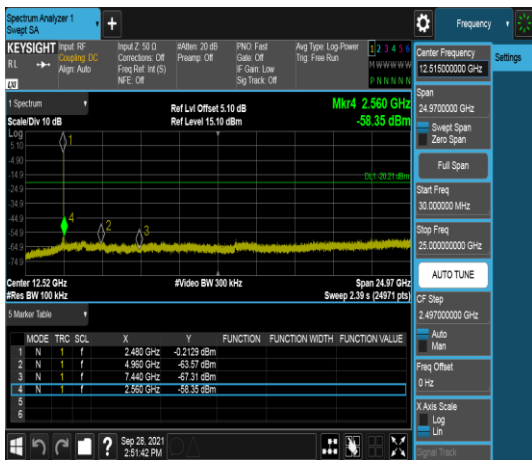 Spectrum Analyzer 1
Swept SA
Frequency
KEYSIGHT
RL
LXI
Input: RF
Coupling: DC
Align: Auto
Input Z: 50 Ω
Corrections: Off
Freq Ref: Int (S)
NFE: Off
#Atten: 20 dB
Preamp: Off
PNO: Fast
Gate: Off
IF Gain: Low
Sig Track: Off
Avg Type: Log-Power
Trig: Free Run
1 2 3 4 5 6
M W W W W W
P N N N N N
Center Frequency
12.515000000 GHz
Settings
1 Spectrum
Scale/Div 10 dB
Ref Lvl Offset 5.10 dB
Ref Level 15.10 dBm
Mkr4 2.560 GHz
-58.35 dBm
Span
24.9700000 GHz
Swept Span
Zero Span
Log
5.10
-4.90
-14.9
-24.9
-34.9
-44.9
-54.9
-64.9
-74.9
1
DL1 -20.21 dBm
4
2
3
Full Span
Start Freq
30.000000 MHz
Stop Freq
25.000000000 GHz
Center 12.52 GHz
#Res BW 100 kHz
#Video BW 300 kHz
Span 24.97 GHz
Sweep 2.39 s (24971 pts)
AUTO TUNE
CF Step
2.497000000 GHz
Auto
Man
5 Marker Table
MODE TRC SCL X Y FUNCTION FUNCTION WIDTH FUNCTION VALUE
1 N 1 f 2.480 GHz -0.2129 dBm
2 N 1 f 4.960 GHz -63.57 dBm
3 N 1 f 7.440 GHz -67.31 dBm
4 N 1 f 2.560 GHz -58.35 dBm
5
6
Freq Offset
0 Hz
X Axis Scale
Log
Lin
Signal Track
?
Sep 28, 2021
2:51:42 PM